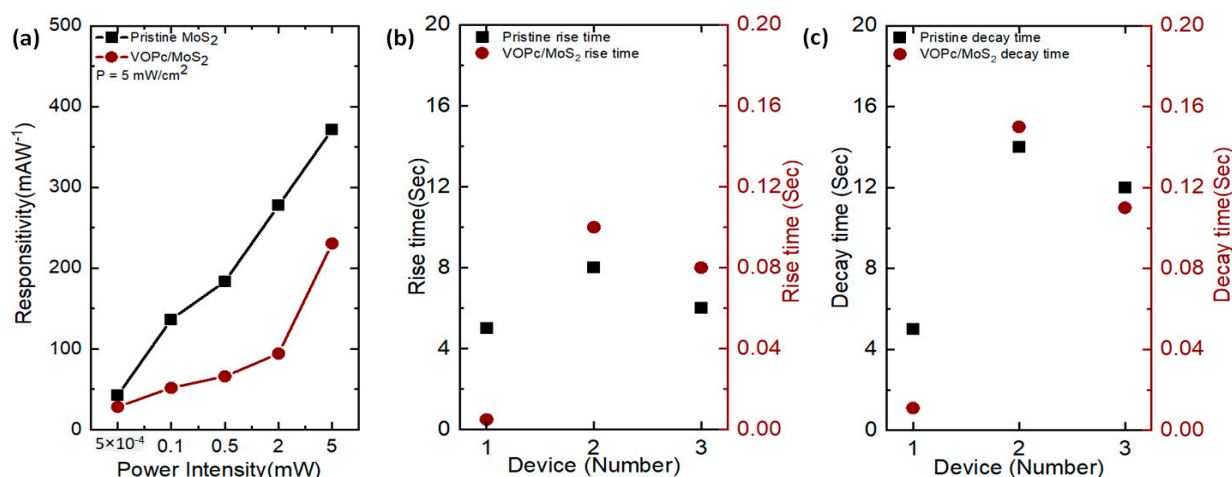 (a)
Pristine MoS2
VOPc/MoS2
P = 5 mW/cm2
500
400
300
200
100
0
Responsitivity(mAW-1)
5×10-4 0.1 0.5 2 5
Power Intensity(mW)
(b)
Pristine rise time
VOPc/MoS2 rise time
20
16
12
8
4
0
Rise time(Sec)
0.20
0.16
0.12
0.08
0.04
0.00
Rise time (Sec)
1 2 3
Device (Number)
(c)
Pristine decay time
VOPc/MoS2 decay time
20
16
12
8
4
0
Decay time (Sec)
0.20
0.16
0.12
0.08
0.04
0.00
Decay time(Sec)
1 2 3
Device (Number)